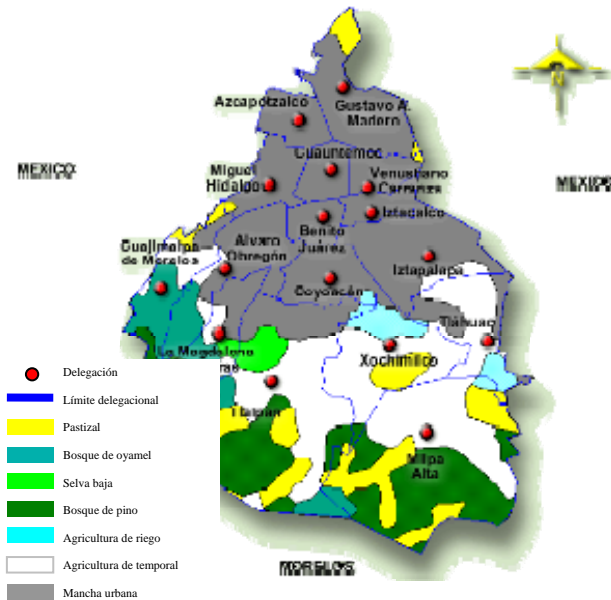 Azcapotzalco
Gustavo A.
Madero
N
MEXICO
Cuauntemoc
Miguel
Hidalgo
Venustiano
Carranza
MEXICO
Iztacalco
Benito
Juárez
Cuajimalpa
de Morelos
Alvaro
Obregón
Iztapalapa
Coyoacán
Tláhuac
La Magdalena
ras
Xochimilco
Tlalpan
Milpa
Alta
MORELOS
Delegación
Límite delegacional
Pastizal
Bosque de oyamel
Selva baja
Bosque de pino
Agricultura de riego
Agricultura de temporal
Mancha urbana